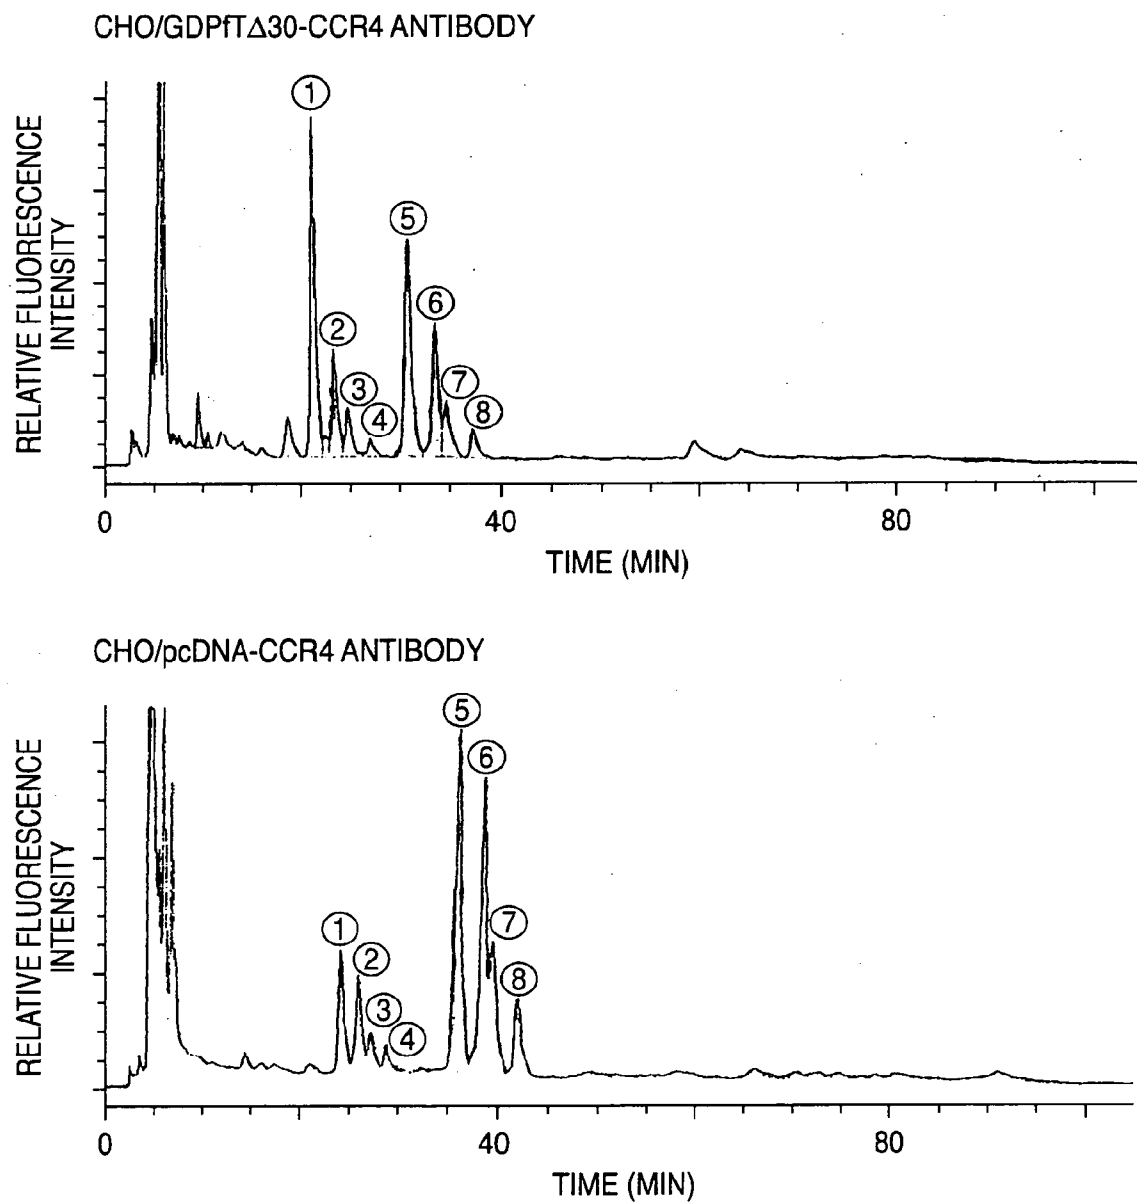 CHO/GDPfTΔ30-CCR4 ANTIBODY
RELATIVE FLUORESCENCE
INTENSITY
①
②
③
④
⑤
⑥
⑦
⑧
0
40
80
TIME (MIN)
CHO/pcDNA-CCR4 ANTIBODY
RELATIVE FLUORESCENCE
INTENSITY
①
②
③
④
⑤
⑥
⑦
⑧
0
40
80
TIME (MIN)